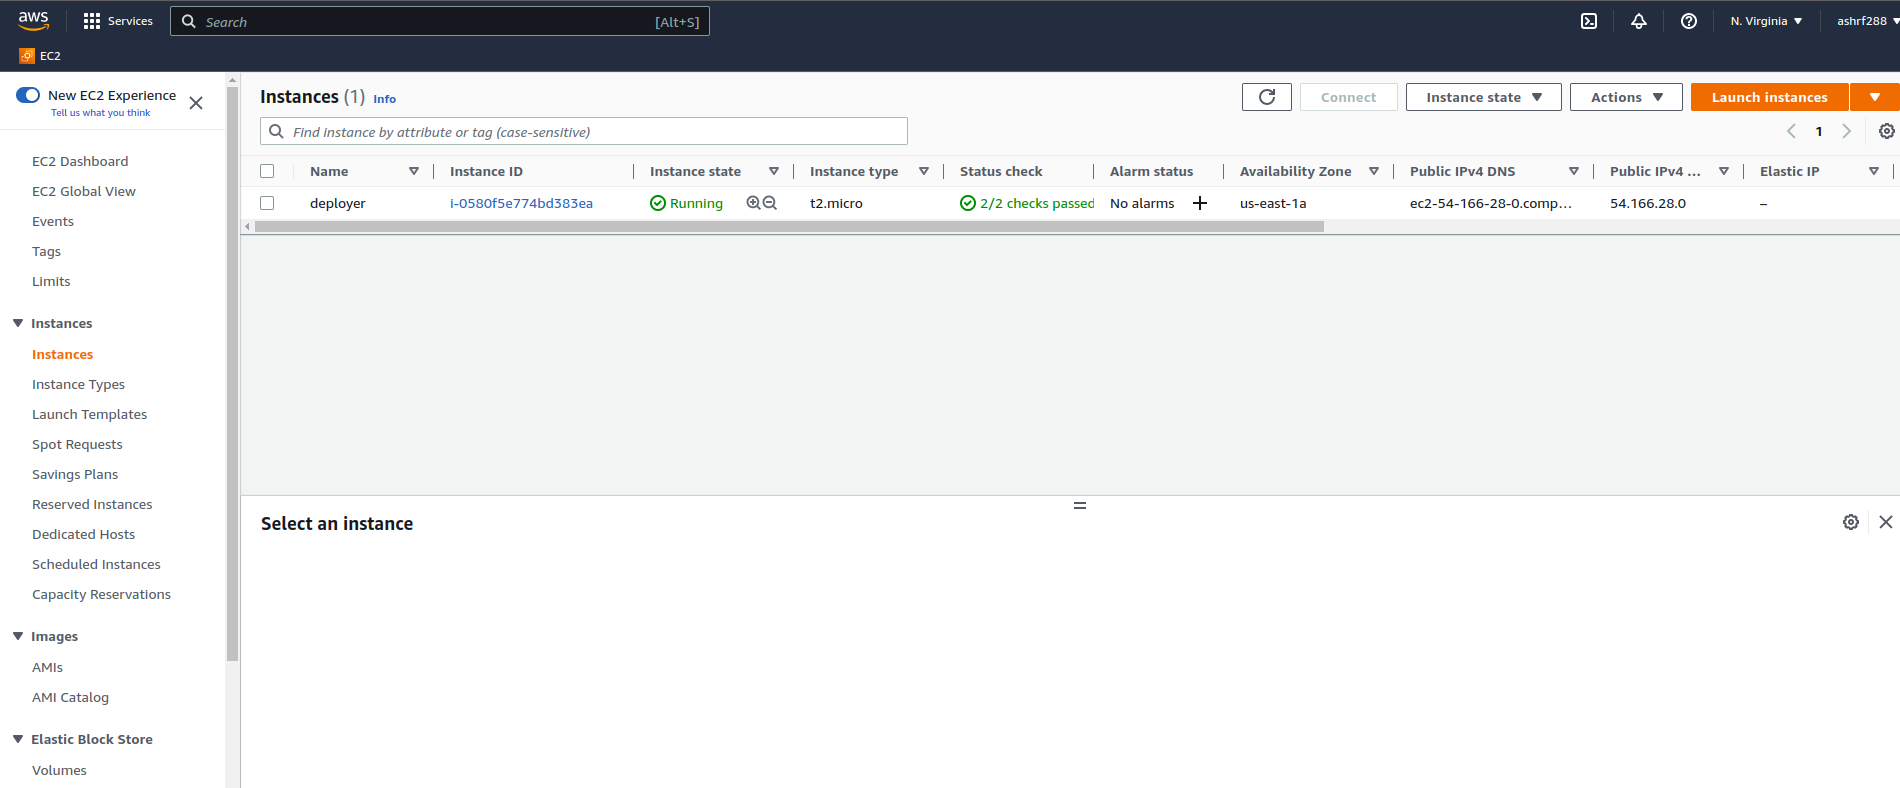 aws
Services
Search [Alt+S]
N. Virginia
ashrf288
EC2
New EC2 Experience
Tell us what you think
EC2 Dashboard
EC2 Global View
Events
Tags
Limits
Instances
Instances
Instance Types
Launch Templates
Spot Requests
Savings Plans
Reserved Instances
Dedicated Hosts
Scheduled Instances
Capacity Reservations
Images
AMIs
AMI Catalog
Elastic Block Store
Volumes
Instances (1) Info
Connect
Instance state
Actions
Launch instances
Find instance by attribute or tag (case-sensitive)
1
Name Instance ID Instance state Instance type Status check Alarm status Availability Zone Public IPv4 DNS Public IPv4 ... Elastic IP
deployer i-0580f5e774bd383ea Running t2.micro 2/2 checks passed No alarms us-east-1a ec2-54-166-28-0.comp... 54.166.28.0 –
Select an instance